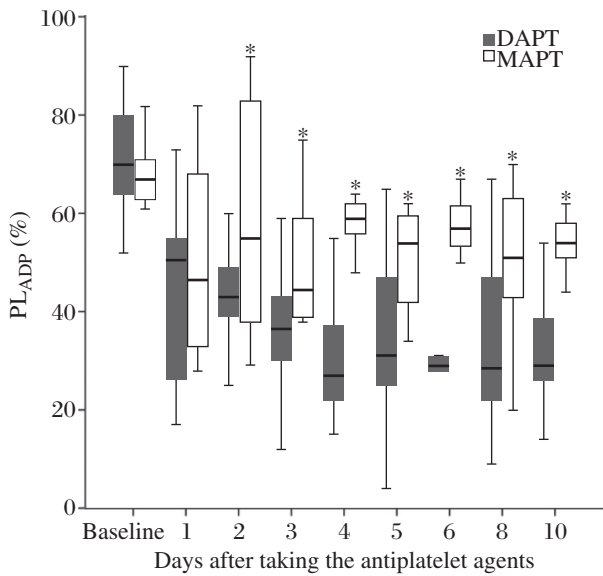 100
80
60
40
20
0
PL_ADP (%)
DAPT
MAPT
* * * * * * * *
Baseline 1 2 3 4 5 6 8 10
Days after taking the antiplatelet agents